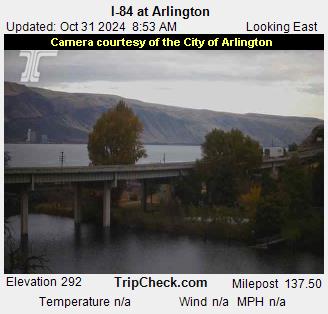 I-84 at Arlington
Updated: Oct 31 2024 8:53 AM Looking East
Camera courtesy of the City of Arlington
Elevation 292 TripCheck.com Milepost 137.50
Temperature n/a Wind n/a MPH n/a